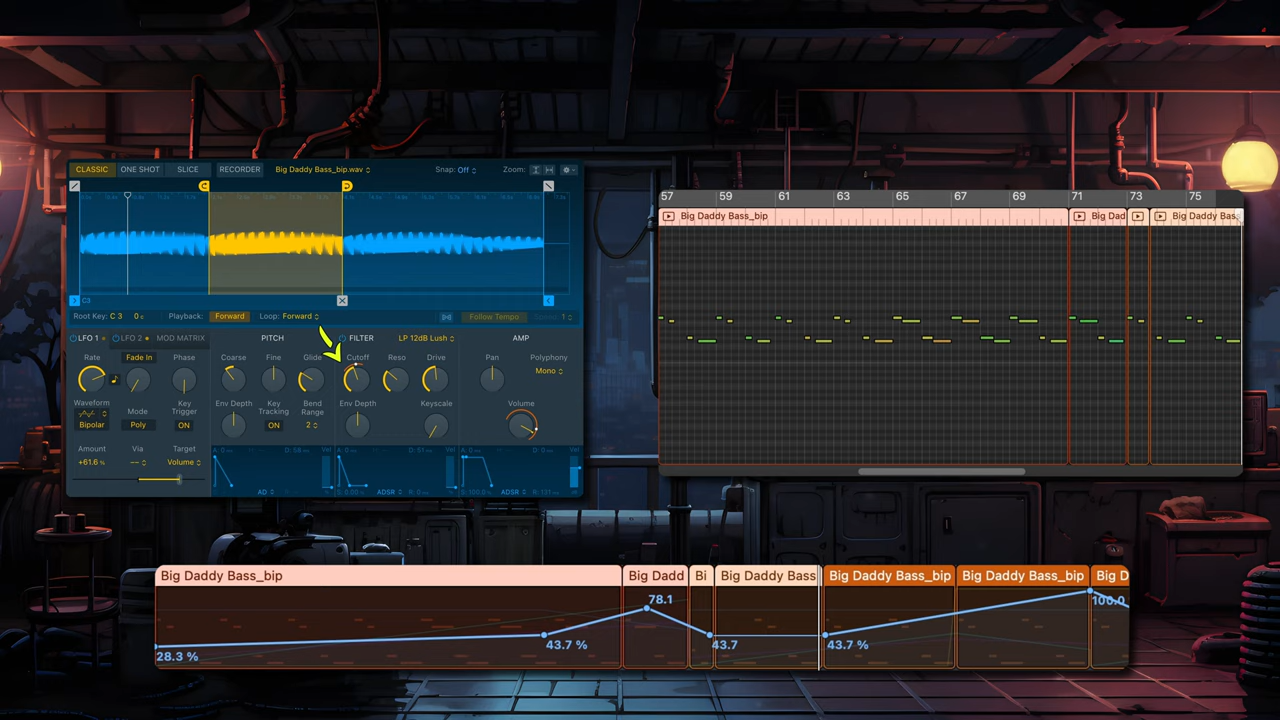 CLASSIC ONE SHOT SLICE RECORDER Big Daddy Bass_bip.wav Snap: Off Zoom:
C3
Root Key: C 3 0 c Playback: Forward Loop: Forward Follow Tempo 1
LFO 1 LFO 2 MOD MATRIX PITCH FILTER LP 12dB Lush AMP
Rate Fade In Phase Coarse Fine Glide Cutoff Reso Drive Pan Polyphony
Mono
Waveform Mode Key Trigger Env Depth Key Tracking Bend Range Env Depth Keyscale Volume
Bipolar Poly ON ON 2
Amount Via Target
+61.6 -- Volume
AD ADSR ADSR
57 59 61 63 65 67 69 71 73 75
Big Daddy Bass_bip Big Dad Big Daddy Bas
Big Daddy Bass_bip Big Dadd Bi Big Daddy Bass Big Daddy Bass_bip Big Daddy Bass_bip Big D
28.3 % 43.7 % 78.1 43.7 43.7 % 100.0